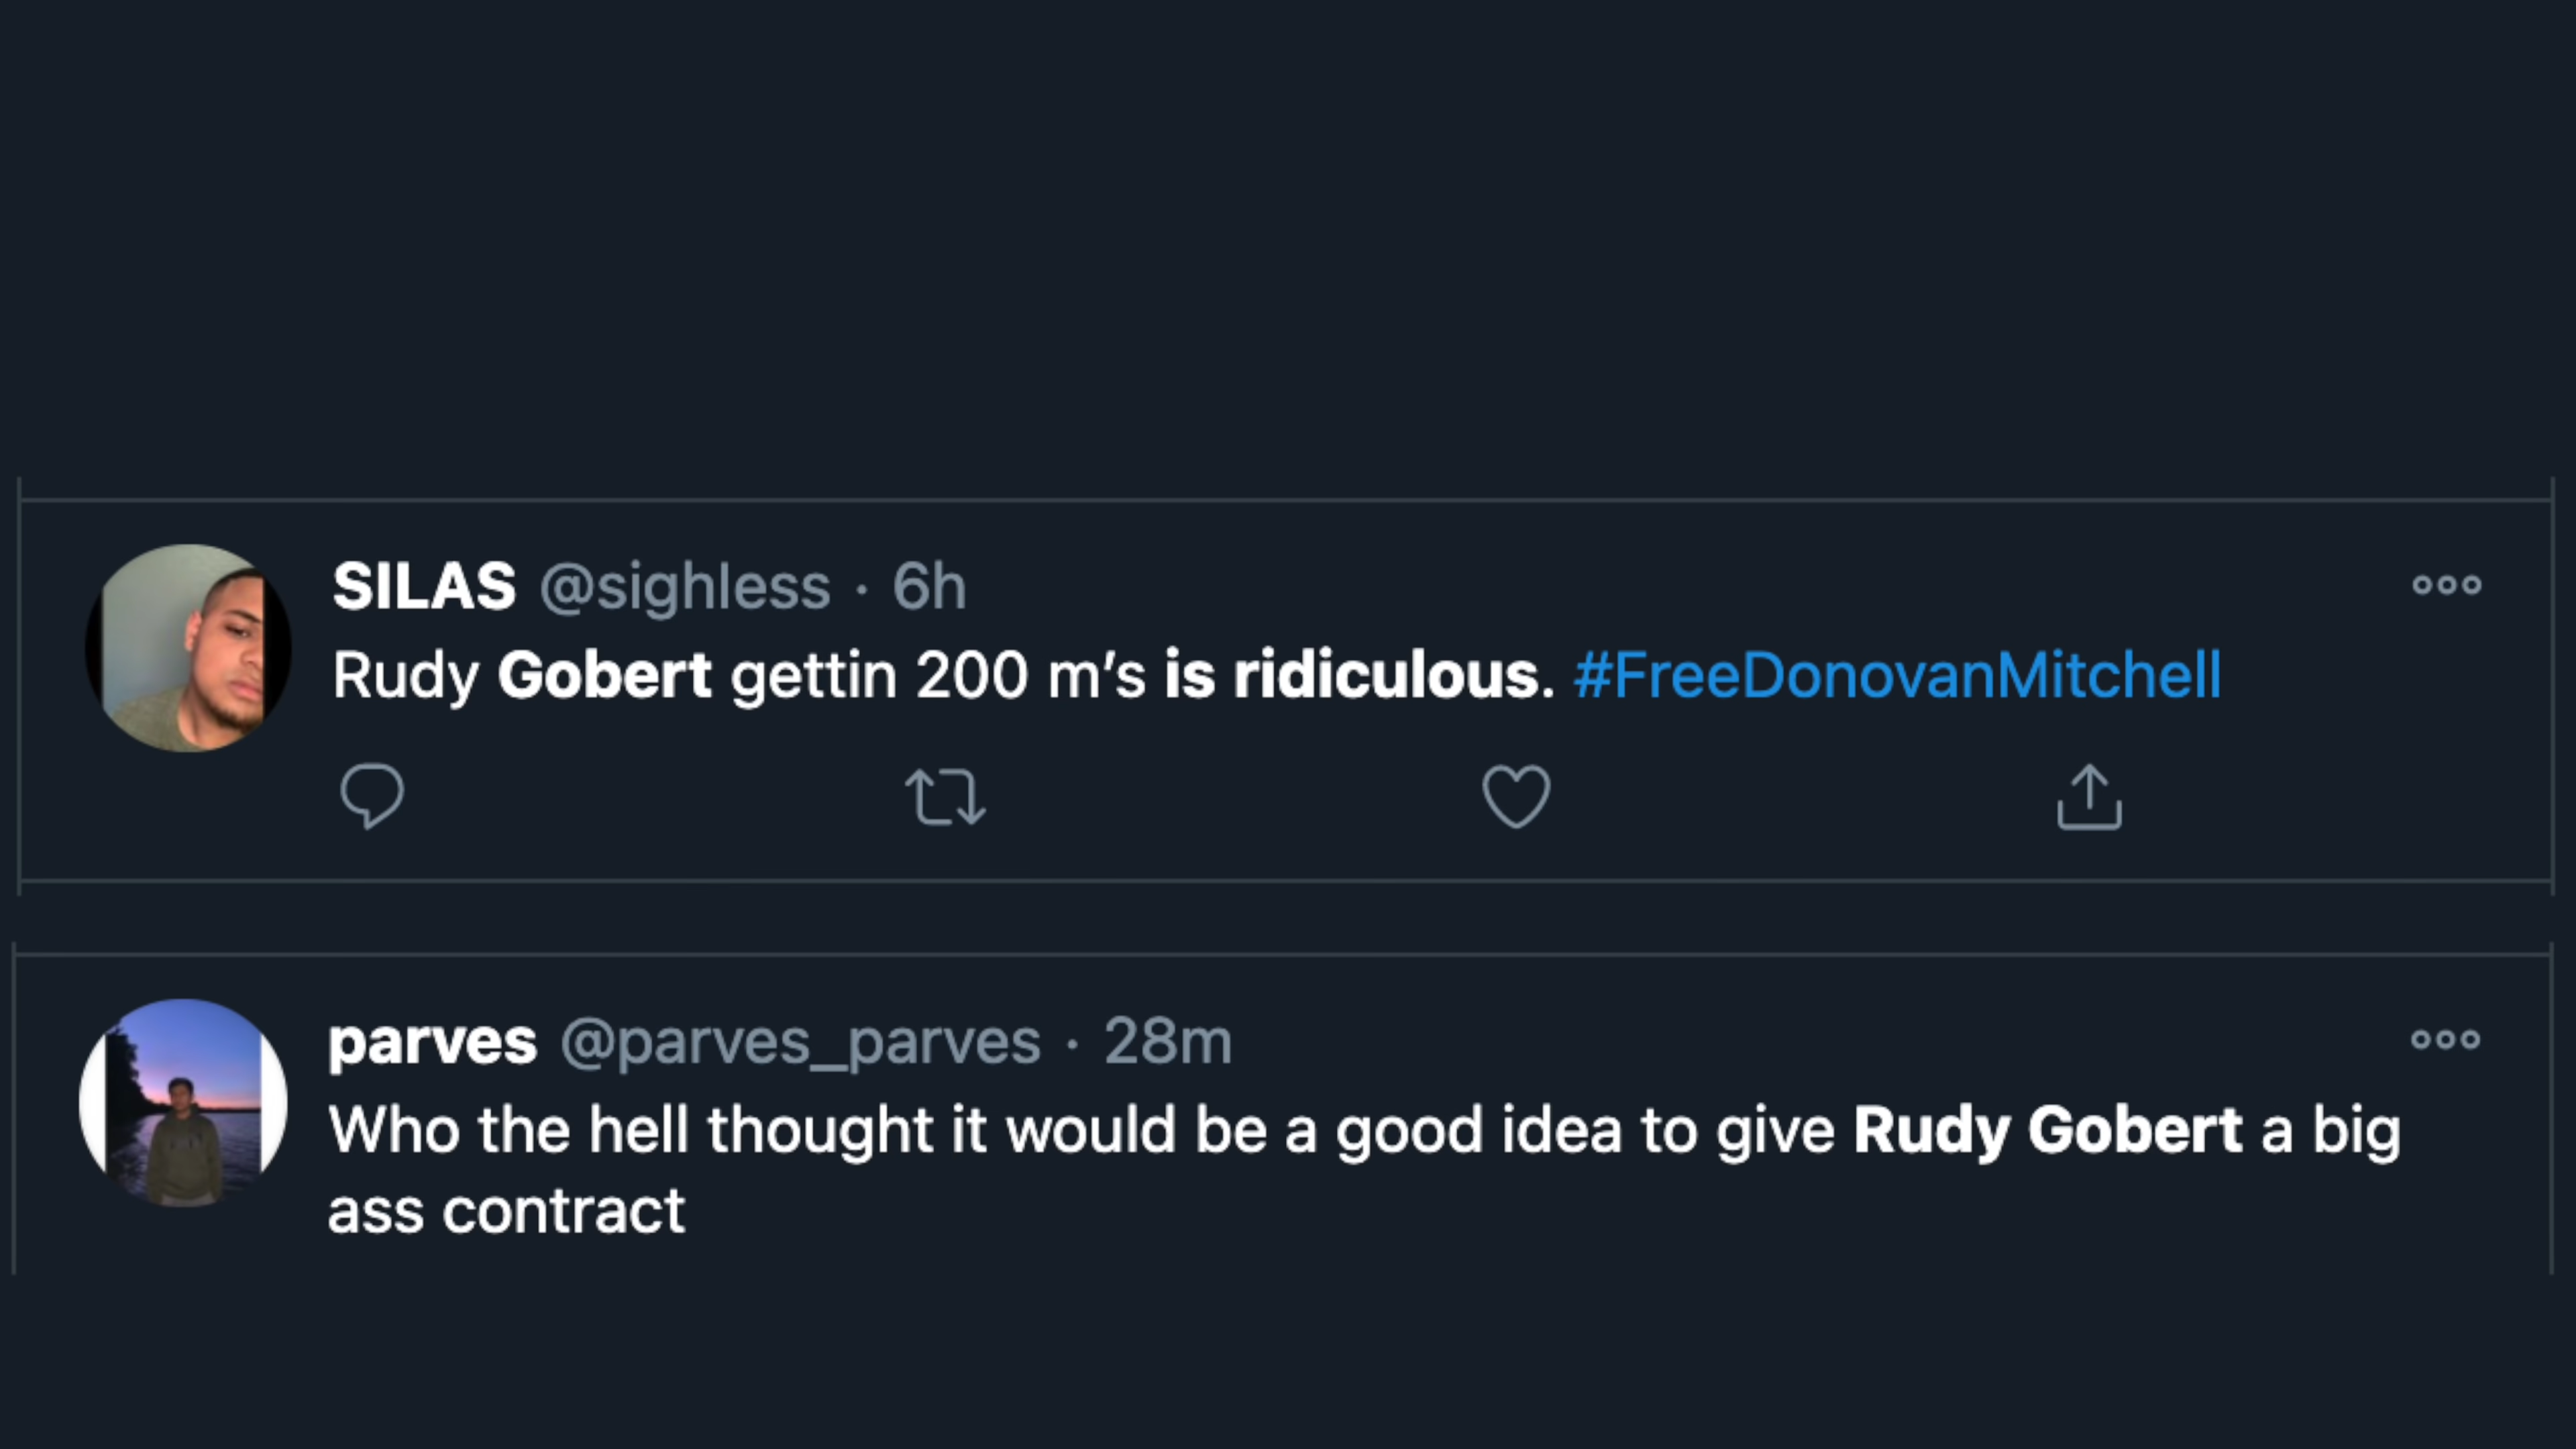 SILAS @sighless · 6h
Rudy Gobert gettin 200 m’s is ridiculous. #FreeDonovanMitchell
parves @parves_parves · 28m
Who the hell thought it would be a good idea to give Rudy Gobert a big
ass contract